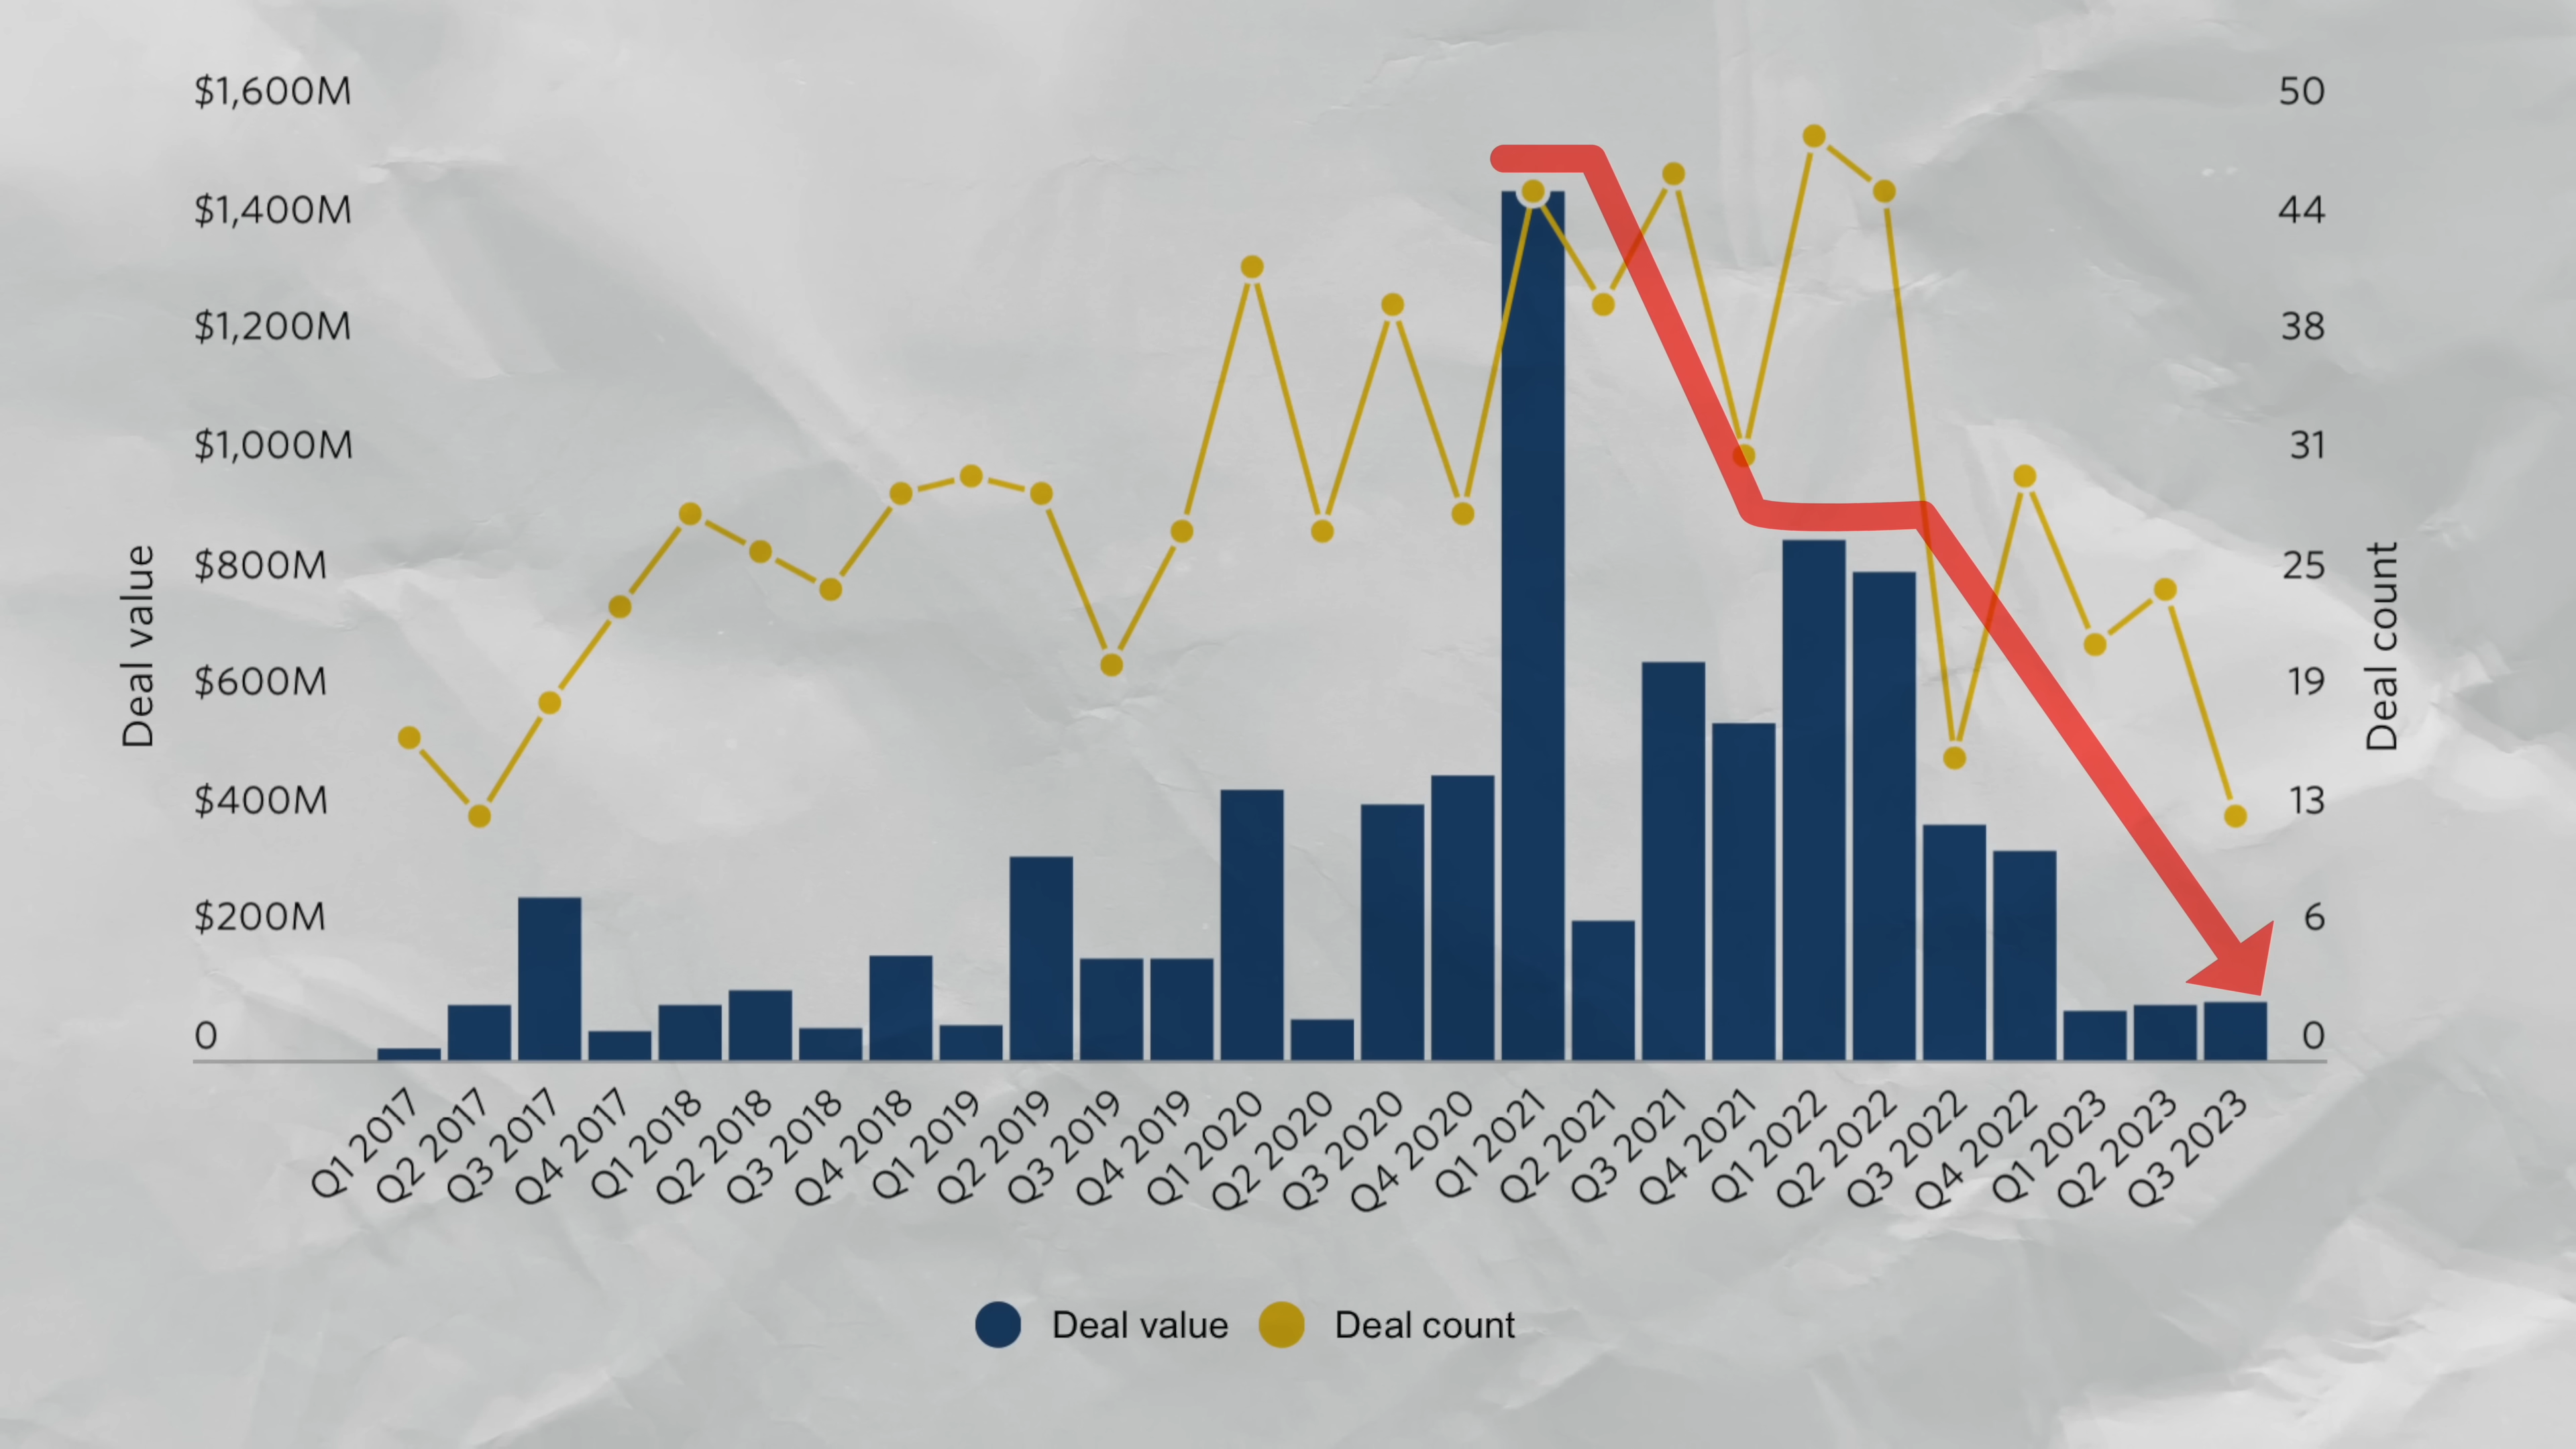 $1,600M
50
$1,400M
44
$1,200M
38
$1,000M
31
$800M
25
$600M
19
$400M
13
$200M
6
0
0
Deal value
Deal count
Q1 2017
Q2 2017
Q3 2017
Q4 2017
Q1 2018
Q2 2018
Q3 2018
Q4 2018
Q1 2019
Q2 2019
Q3 2019
Q4 2019
Q1 2020
Q2 2020
Q3 2020
Q4 2020
Q1 2021
Q2 2021
Q3 2021
Q4 2021
Q1 2022
Q2 2022
Q3 2022
Q4 2022
Q1 2023
Q2 2023
Q3 2023
Deal value
Deal count